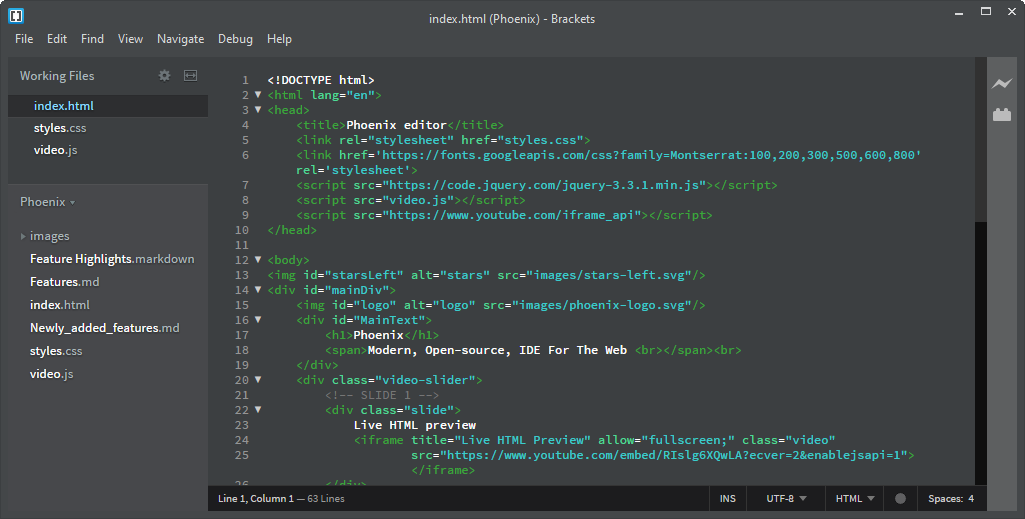 index.html (Phoenix) - Brackets
File Edit Find View Navigate Debug Help
Working Files
index.html
styles.css
video.js
Phoenix
images
Feature Highlights.markdown
Features.md
index.html
Newly_added_features.md
styles.css
video.js
1 <!DOCTYPE html>
2 <html lang="en">
3 <head>
4 <title>Phoenix editor</title>
5 <link rel="stylesheet" href="styles.css">
6 <link href='https://fonts.googleapis.com/css?family=Montserrat:100,200,300,500,600,800'
rel='stylesheet'>
7 <script src="https://code.jquery.com/jquery-3.3.1.min.js"></script>
8 <script src="video.js"></script>
9 <script src="https://www.youtube.com/iframe_api"></script>
10 </head>
11
12 <body>
13 <img id="starsLeft" alt="stars" src="images/stars-left.svg"/>
14 <div id="mainDiv">
15 <img id="logo" alt="logo" src="images/phoenix-logo.svg"/>
16 <div id="MainText">
17 <h1>Phoenix</h1>
18 <span>Modern, Open-source, IDE For The Web <br></span><br>
19 </div>
20 <div class="video-slider">
21 <!-- SLIDE 1 -->
22 <div class="slide">
23 Live HTML preview
24 <iframe title="Live HTML Preview" allow="fullscreen;" class="video"
25 src="https://www.youtube.com/embed/RIslg6XQwLA?ecver=2&enablejsapi=1">
</iframe>
26 </div>
Line 1, Column 1 — 63 Lines
INS UTF-8 HTML Spaces: 4